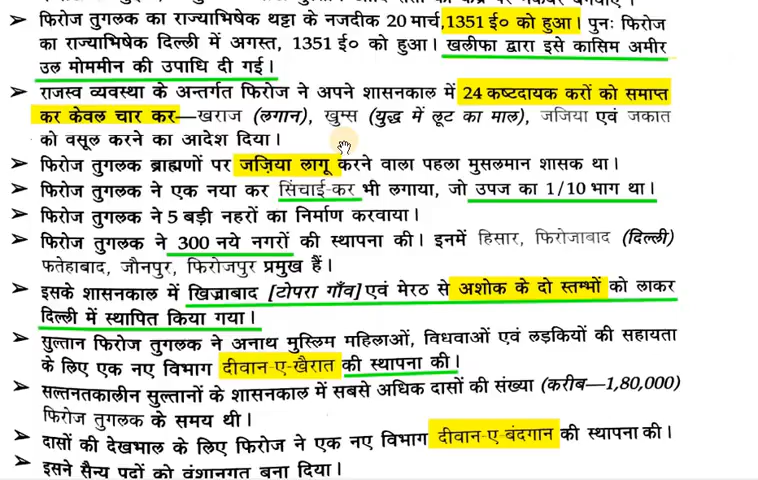 ➤ फिरोज तुगलक का राज्याभिषेक थट्टा के नजदीक 20 मार्च,1351 ई० को हुआ। पुनः फिरोज
का राज्याभिषेक दिल्ली में अगस्त, 1351 ई० को हुआ। खलीफा द्वारा इसे कासिम अमीर
उल मोममीन की उपाधि दी गई।
➤ राजस्व व्यवस्था के अन्तर्गत फिरोज ने अपने शासनकाल में 24 कष्टदायक करों को समाप्त
कर केवल चार कर—खराज (लगान), खुम्स (युद्ध में लूट का माल), जजिया एवं जकात
को वसूल करने का आदेश दिया।
➤ फिरोज तुगलक ब्राह्मणों पर जज़िया लागू करने वाला पहला मुसलमान शासक था।
➤ फिरोज तुगलक ने एक नया कर सिंचाई-कर भी लगाया, जो उपज का 1/10 भाग था।
➤ फिरोज तुगलक ने 5 बड़ी नहरों का निर्माण करवाया।
➤ फिरोज तुगलक ने 300 नये नगरों की स्थापना की। इनमें हिसार, फिरोजाबाद (दिल्ली)
फतेहाबाद, जौनपुर, फिरोजपुर प्रमुख हैं।
➤ इसके शासनकाल में खिज्राबाद [टोपरा गाँव] एवं मेरठ से अशोक के दो स्तम्भों को लाकर
दिल्ली में स्थापित किया गया।
➤ सुल्तान फिरोज तुगलक ने अनाथ मुस्लिम महिलाओं, विधवाओं एवं लड़कियों की सहायता
के लिए एक नए विभाग दीवान-ए-खैरात की स्थापना की।
➤ सल्तनतकालीन सुल्तानों के शासनकाल में सबसे अधिक दासों की संख्या (करीब—1,80,000)
फिरोज तुगलक के समय थी।
➤ दासों की देखभाल के लिए फिरोज ने एक नए विभाग दीवान-ए-बंदगान की स्थापना की।
➤ इसने सैन्य पदों को वंशानुगत बना दिया।